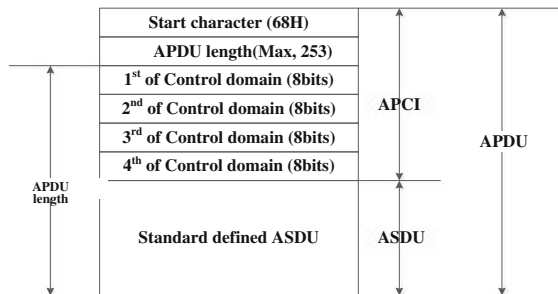 Start character (68H)
APDU length(Max, 253)
1st of Control domain (8bits)
2nd of Control domain (8bits)
3rd of Control domain (8bits)
4th of Control domain (8bits)
Standard defined ASDU
APDU
length
APCI
ASDU
APDU